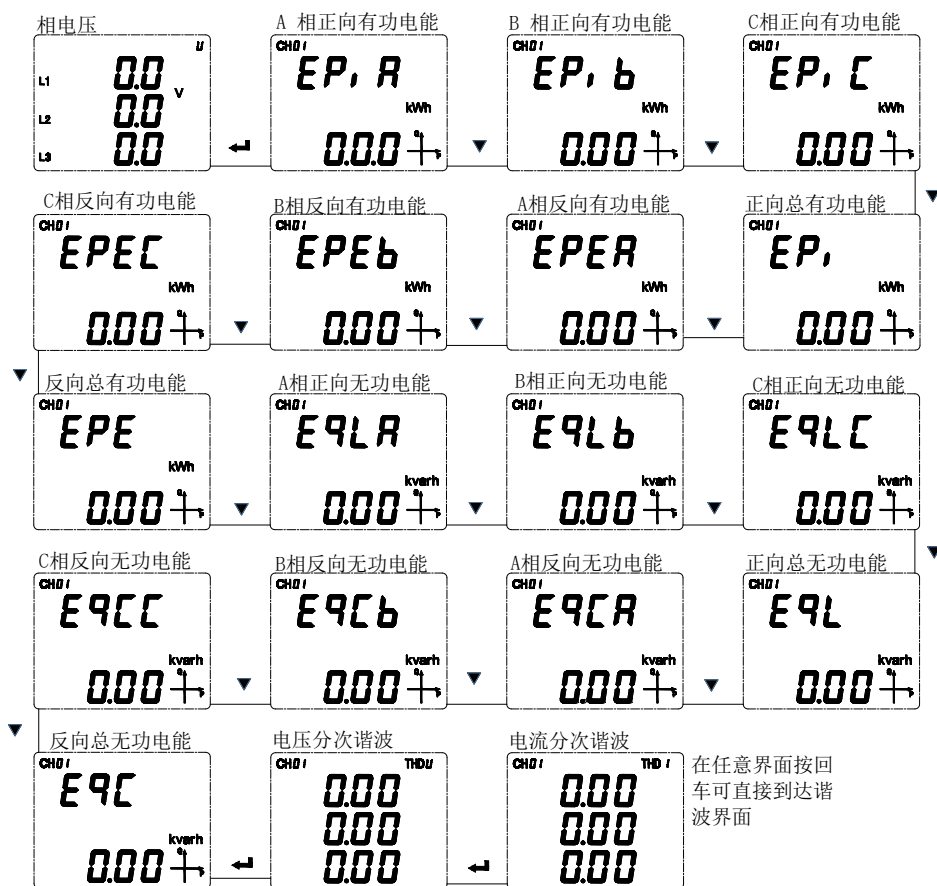 相电压
U
L1 0.0
V
L2 0.0
L3 0.0
A 相正向有功电能
CH01
EPi A
kWh
0.0.0
Q
P
B 相正向有功电能
CH01
EPi b
kWh
0.00
Q
P
C相正向有功电能
CH01
EPi C
kWh
0.00
Q
P
C相反向有功电能
CH01
EPEC
kWh
0.00
Q
P
B相反向有功电能
CH01
EPEb
kWh
0.00
Q
P
A相反向有功电能
CH01
EPEA
kWh
0.00
Q
P
正向总有功电能
CH01
EPi
kWh
0.00
Q
P
反向总有功电能
CH01
EPE
kWh
0.00
Q
P
A相正向无功电能
CH01
EqLA
kvarh
0.00
Q
P
B相正向无功电能
CH01
EqLb
kvarh
0.00
Q
P
C相正向无功电能
CH01
EqLC
kvarh
0.00
Q
P
C相反向无功电能
CH01
EqCC
kvarh
0.00
Q
P
B相反向无功电能
CH01
EqCb
kvarh
0.00
Q
P
A相反向无功电能
CH01
EqCA
kvarh
0.00
Q
P
正向总无功电能
CH01
EqL
kvarh
0.00
Q
P
反向总无功电能
CH01
EqC
kvarh
0.00
Q
P
电压分次谐波
CH01 THDU
0.00
0.00
0.00
电流分次谐波
CH01 THD I
0.00
0.00
0.00
在任意界面按回
车可直接到达谐
波界面